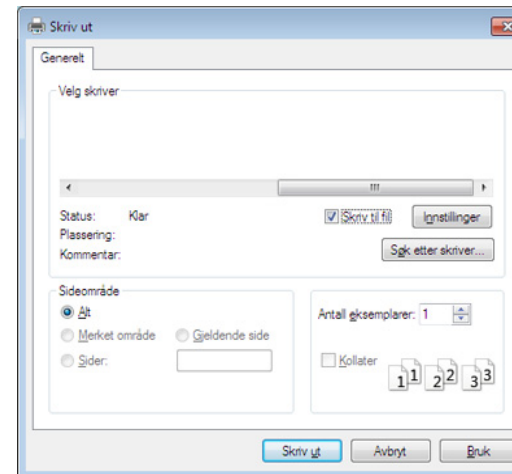 Skriv ut
Generelt
Velg skriver
Status: Klar
Skriv til fil
Innstillinger
Plassering:
Kommentar:
Søk etter skriver...
Sideområde
Alt
Merket område
Gjeldende side
Sider:
Antall eksemplarer: 1
Kollater
1 1 2 2 3 3
Skriv ut
Avbryt
Bruk